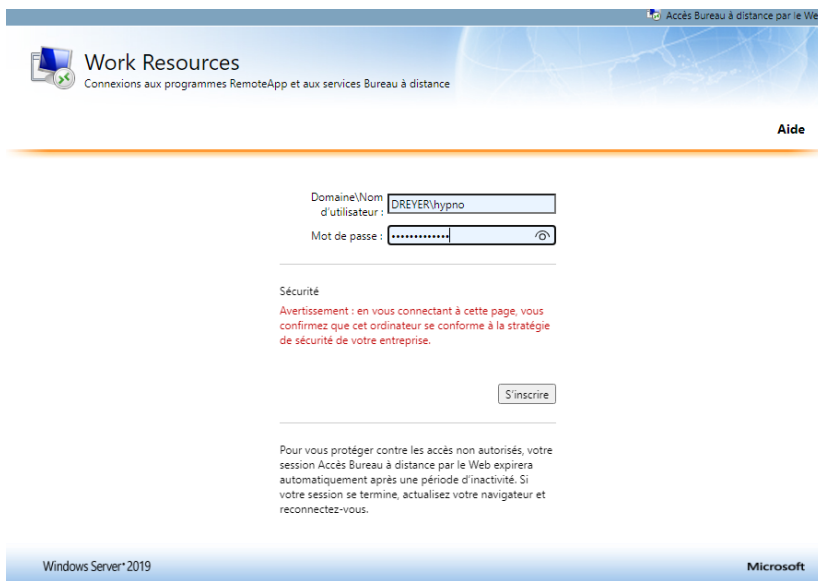 Accès Bureau à distance par le We
Work Resources
Connexions aux programmes RemoteApp et aux services Bureau à distance
Aide
Domaine\Nom
d'utilisateur :
DREYER\hypno
Mot de passe : •••••••••••••
Sécurité
Avertissement : en vous connectant à cette page, vous
confirmez que cet ordinateur se conforme à la stratégie
de sécurité de votre entreprise.
S'inscrire
Pour vous protéger contre les accès non autorisés, votre
session Accès Bureau à distance par le Web expirera
automatiquement après une période d'inactivité. Si
votre session se termine, actualisez votre navigateur et
reconnectez-vous.
Windows Server 2019
Microsoft